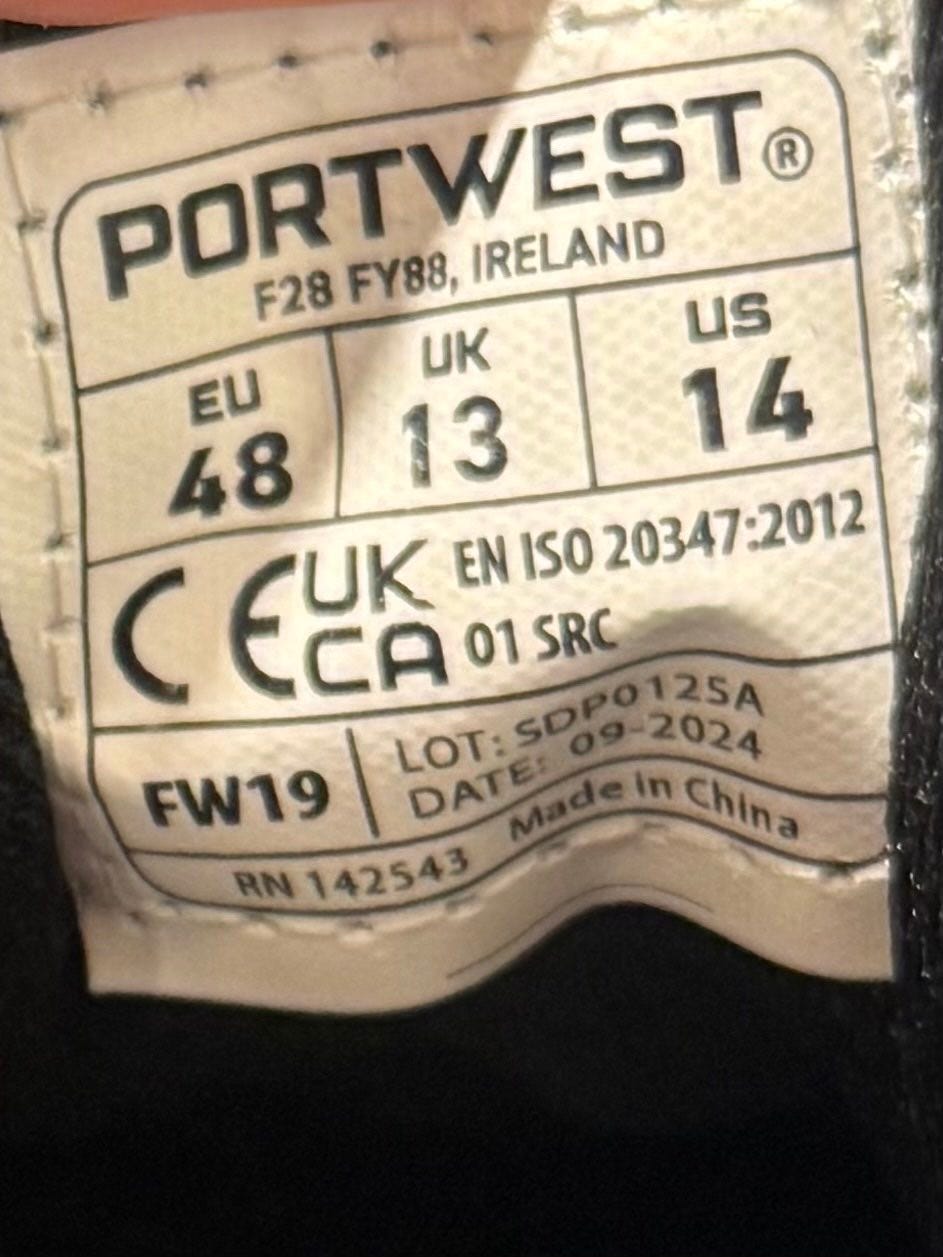 PORTWEST®
F28 FY88, IRELAND
EU UK US
48 13 14
CE UK CA EN ISO 20347:2012
01 SRC
FW19
LOT: SDP0125A
DATE: 09-2024
RN 142543 Made in China